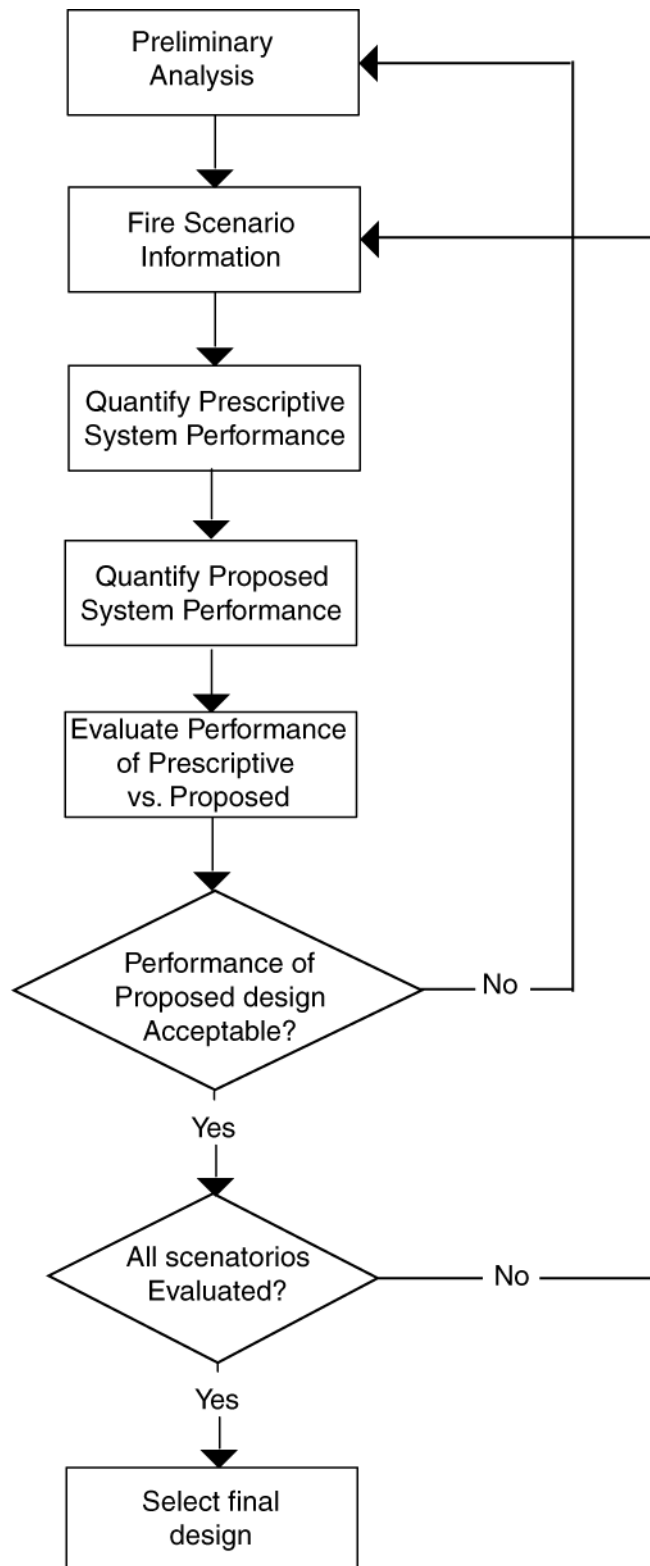 Preliminary
Analysis
Fire Scenario
Information
Quantify Prescriptive
System Performance
Quantify Proposed
System Performance
Evaluate Performance
of Prescriptive
vs. Proposed
Performance of
Proposed design
Acceptable?
No
Yes
All scenatorios
Evaluated?
No
Yes
Select final
design